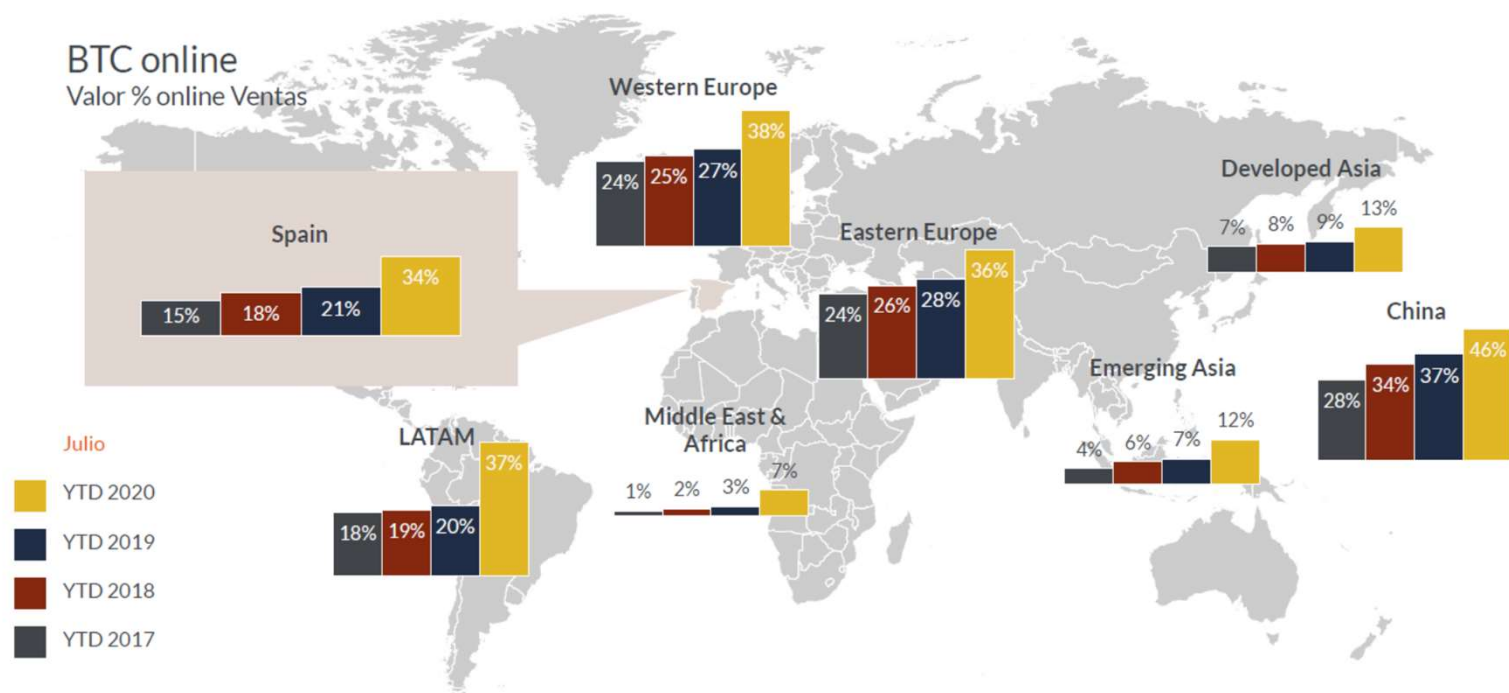 BTC online
Valor % online Ventas
Western Europe
24% 25% 27% 38%
Developed Asia
7% 8% 9% 13%
Spain
15% 18% 21% 34%
Eastern Europe
24% 26% 28% 36%
China
28% 34% 37% 46%
Emerging Asia
4% 6% 7% 12%
Middle East &
Africa
1% 2% 3% 7%
LATAM
18% 19% 20% 37%
Julio
YTD 2020
YTD 2019
YTD 2018
YTD 2017